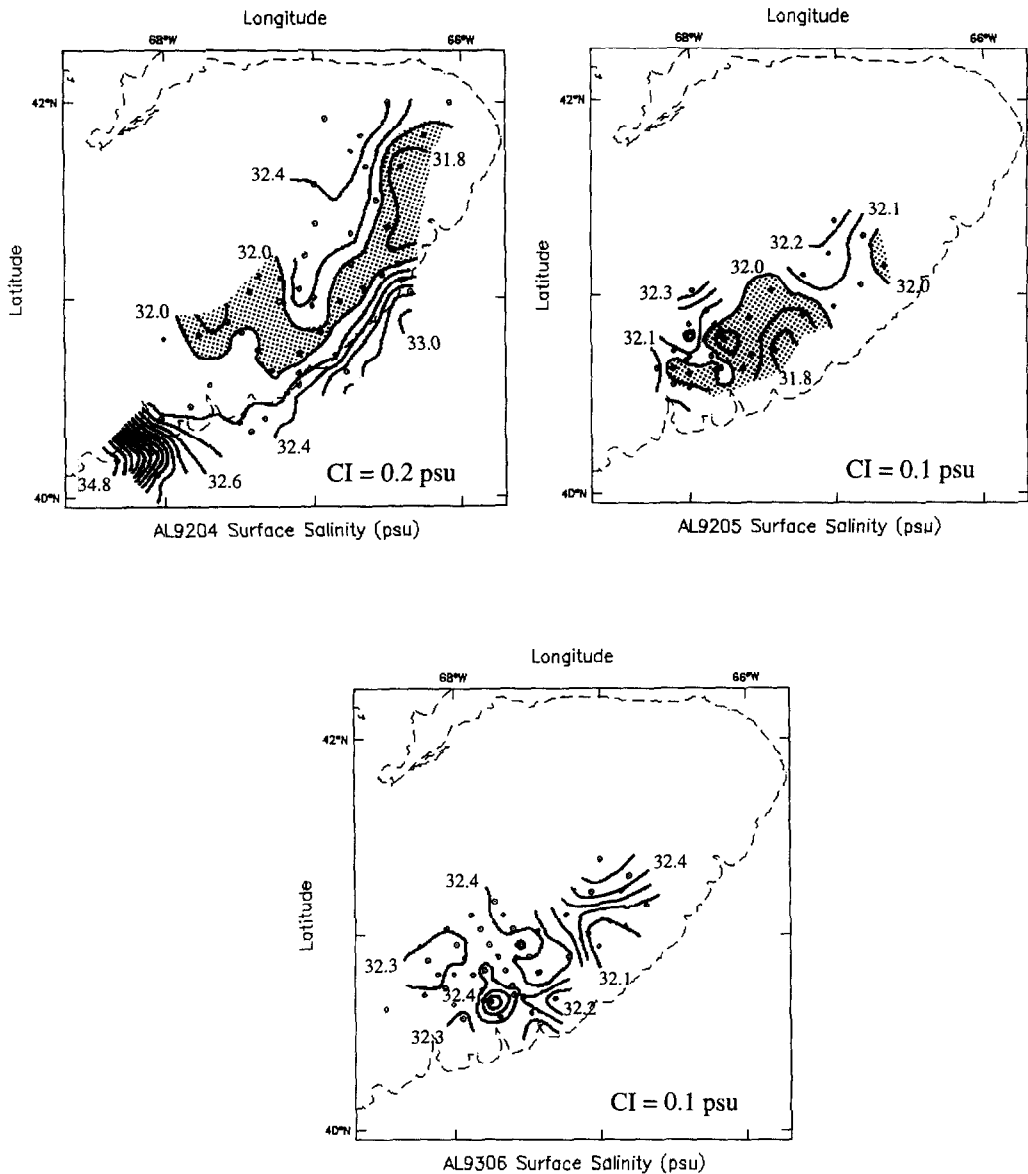 Longitude
68°W
66°W
42°N
Latitude
32.4
31.8
32.0
32.0
33.0
32.4
34.8
32.6
CI = 0.2 psu
40°N
AL9204 Surface Salinity (psu)
Longitude
68°W
66°W
42°N
Latitude
32.1
32.2
32.0
32.3
32.0
32.1
31.8
CI = 0.1 psu
40°N
AL9205 Surface Salinity (psu)
Longitude
68°W
66°W
42°N
Latitude
32.4
32.4
32.3
32.1
32.4
32.2
32.3
CI = 0.1 psu
40°N
AL9306 Surface Salinity (psu)